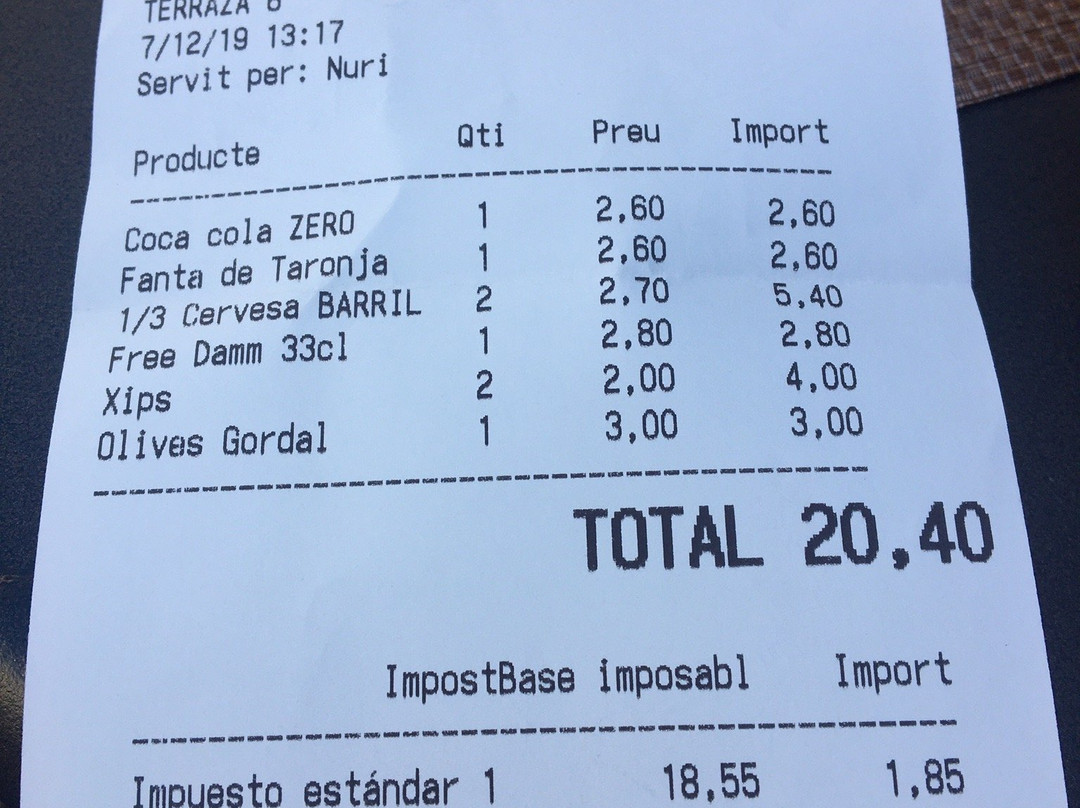 TERRAZA 6
7/12/19 13:17
Servit per: Nuri
Producte Qti Preu Import
Coca cola ZERO 1 2,60 2,60
Fanta de Taronja 1 2,60 2,60
1/3 Cervesa BARRIL 2 2,70 5,40
Free Damm 33cl 1 2,80 2,80
Xips 2 2,00 4,00
Olives Gordal 1 3,00 3,00
TOTAL 20,40
ImpostBase imposabl Import
Impuesto estándar 1 18,55 1,85